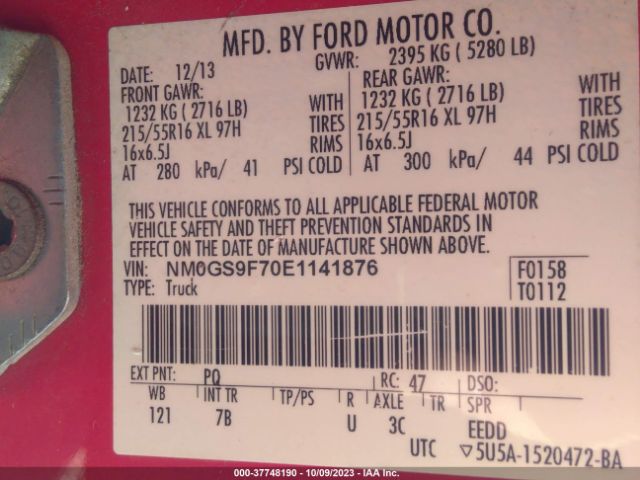 MFD. BY FORD MOTOR CO.
DATE: 12/13 GVWR: 2395 KG ( 5280 LB)
FRONT GAWR: REAR GAWR:
1232 KG ( 2716 LB) WITH 1232 KG ( 2716 LB) WITH
215/55R16 XL 97H TIRES 215/55R16 XL 97H TIRES
16x6.5J RIMS 16x6.5J RIMS
AT 280 kPa/ 41 PSI COLD AT 300 kPa/ 44 PSI COLD
THIS VEHICLE CONFORMS TO ALL APPLICABLE FEDERAL MOTOR
VEHICLE SAFETY AND THEFT PREVENTION STANDARDS IN
EFFECT ON THE DATE OF MANUFACTURE SHOWN ABOVE.
VIN: NM0GS9F70E1141876 F0158
TYPE: Truck T0112
EXT PNT: PQ RC: 47 DSO:
WB INT TR TP/PS R AXLE TR SPR
121 7B U 3C EEDD
UTC ▽5U5A-1520472-BA
000-37748190 - 10/09/2023 - IAA Inc.